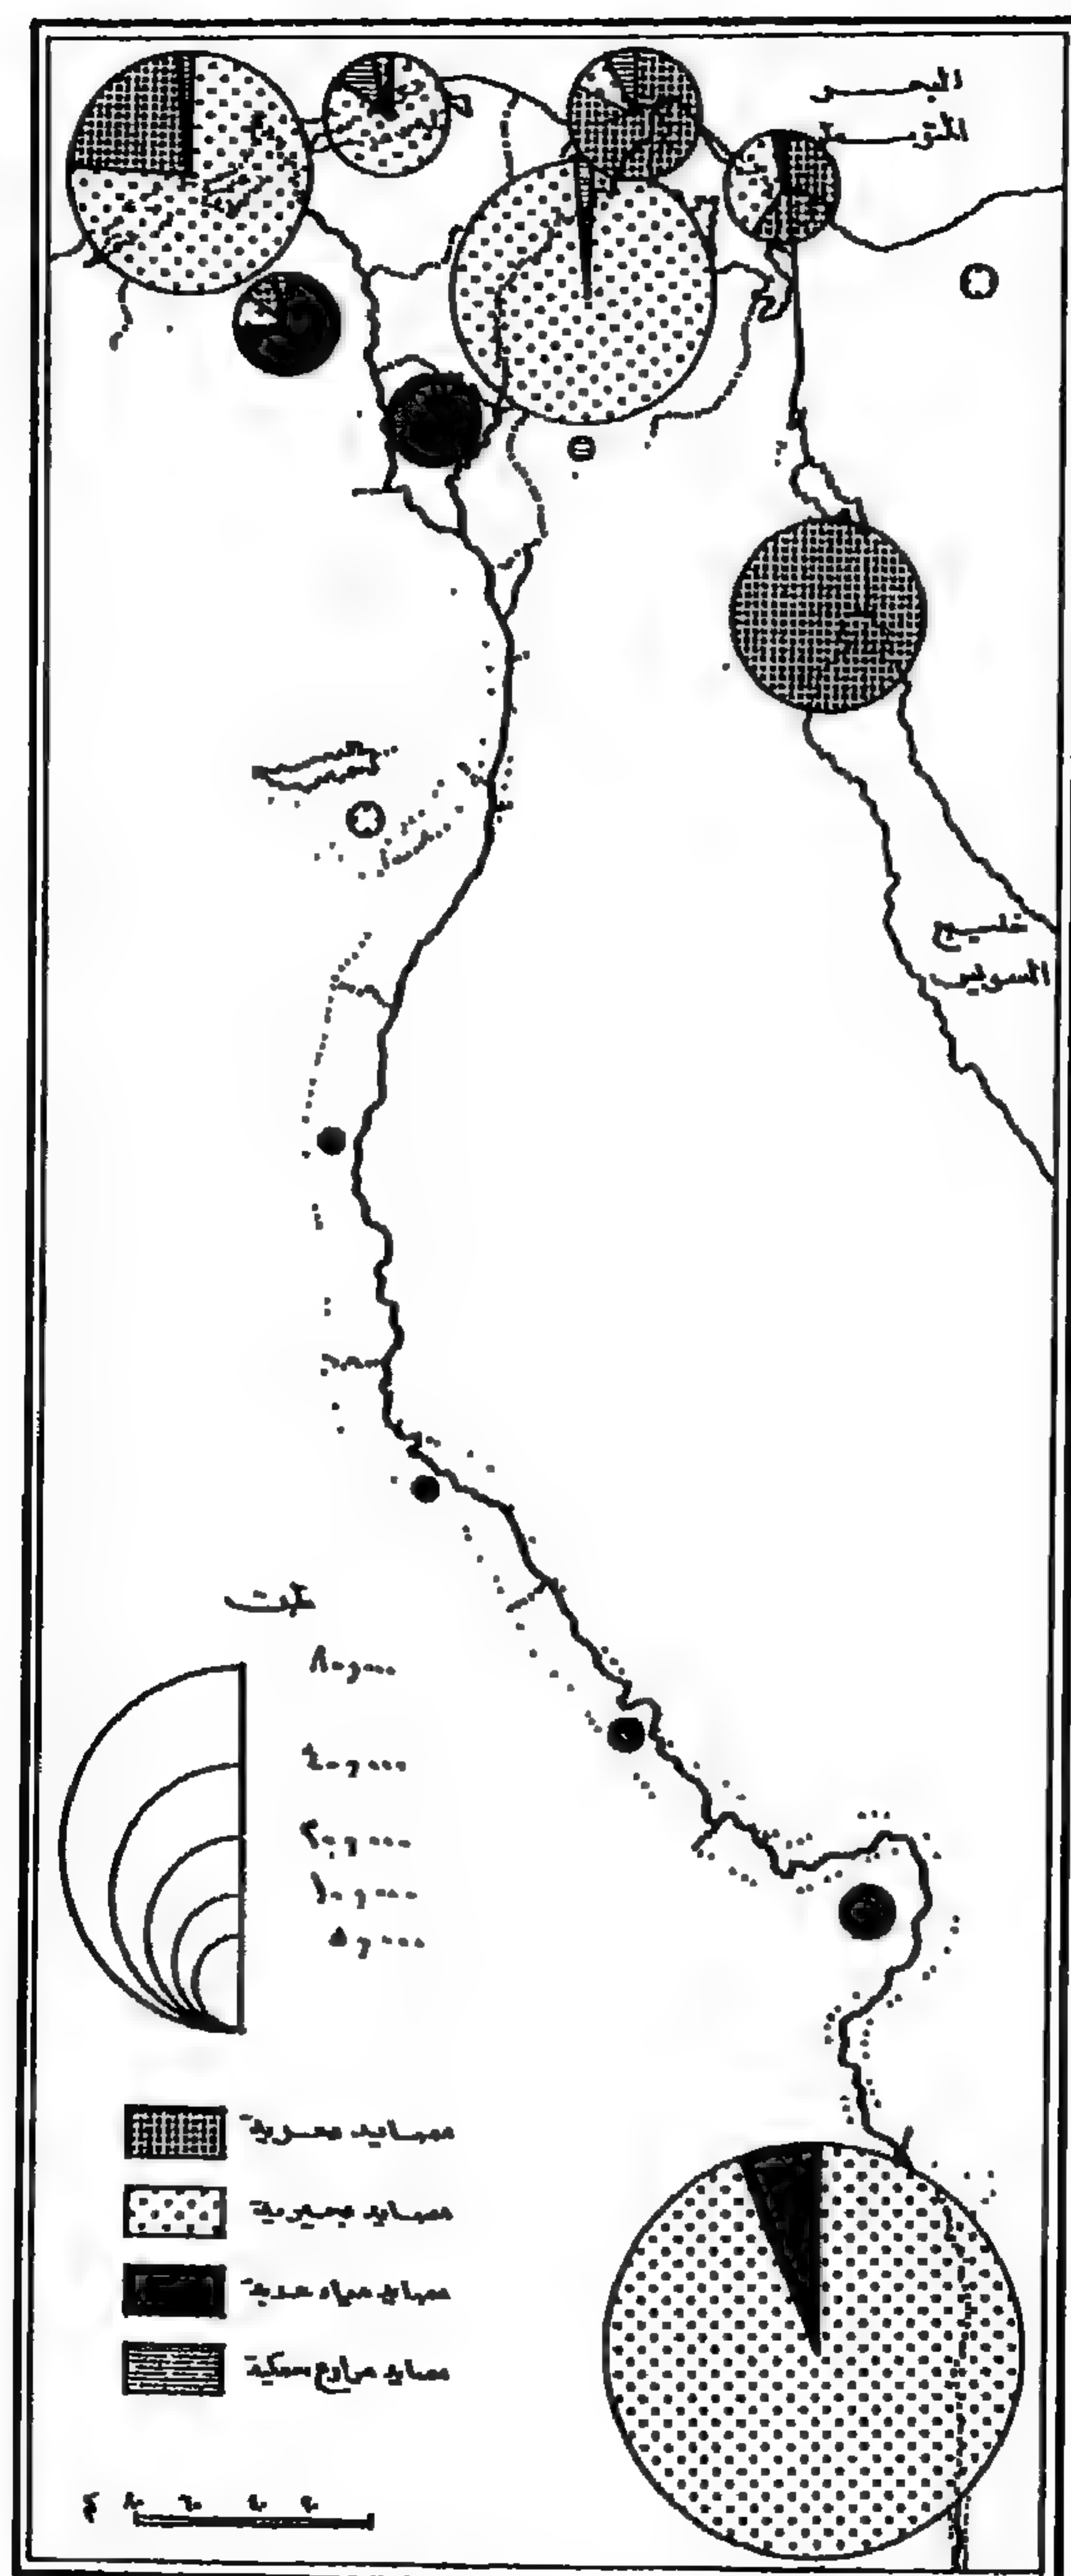 البحر
المتوسط
خليج
السويس
طن
٨٠,٠٠٠
٤٠,٠٠٠
٢٠,٠٠٠
١٠,٠٠٠
٥,٠٠٠
مصايد بحرية
مصايد بحيرية
مصايد مياه عذبة
مصايد مزارع سمكية